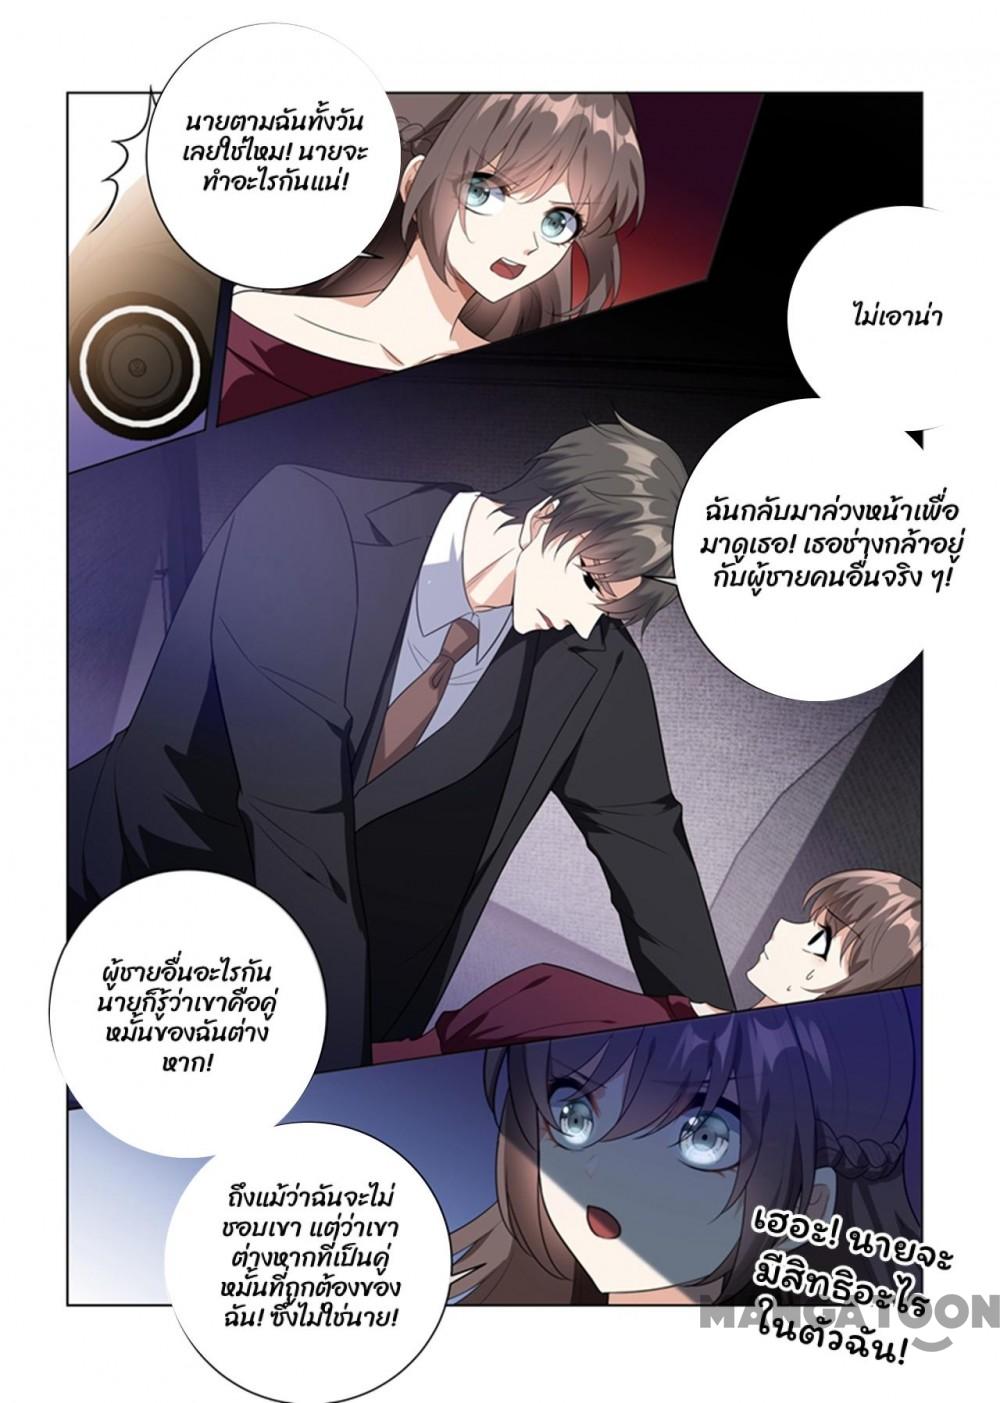 นายตามฉันทั้งวัน
เลยใช่ไหม! นายจะ
ทำอะไรกันแน่!
ไม่เอาน่า
ฉันกลับมาล่วงหน้าเพื่อ
มาดูเธอ! เธอช่างกล้าอยู่
กับผู้ชายคนอื่นจริง ๆ!
ผู้ชายอื่นอะไรกัน
นายก็รู้ว่าเขาคือคู่
หมั้นของฉันต่าง
หาก!
ถึงแม้ว่าฉันจะไม่
ชอบเขา แต่ว่าเขา
ต่างหากที่เป็นคู่
หมั้นที่ถูกต้องของ
ฉัน! ซึ่งไม่ใช่นาย!
เฮอะ! นายจะ
มีสิทธิอะไร
ในตัวฉัน!
MANGATOON